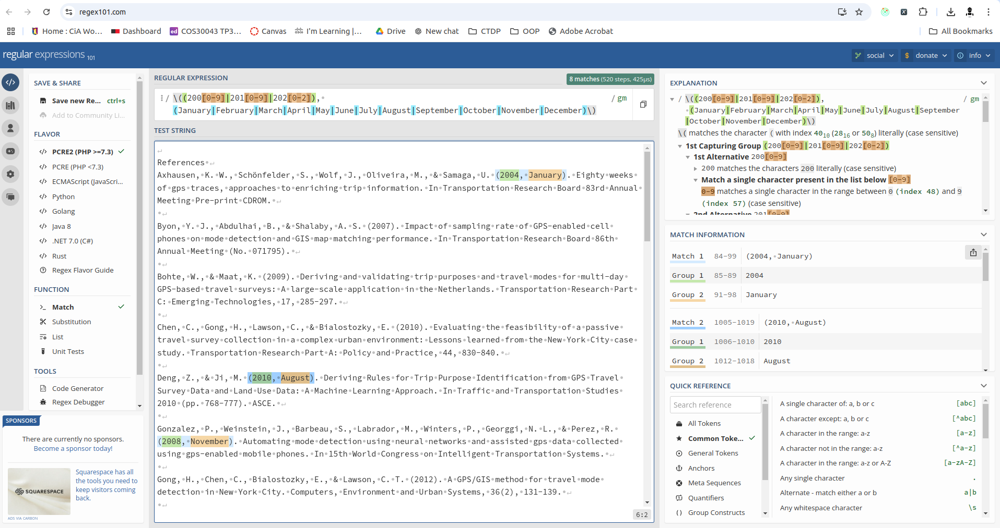 regex101.com
Home : CiA Wo...
Dashboard
COS30043 TP3...
Canvas
I'm Learning |...
Drive
New chat
CTDP
OOP
Adobe Acrobat
All Bookmarks
regular expressions 101
social
donate
info
SAVE & SHARE
Save new Re... ctrl+s
Add to Community Li...
FLAVOR
</> PCRE2 (PHP >=7.3)
</> PCRE (PHP <7.3)
</> ECMAScript (JavaScri...
</> Python
</> Golang
</> Java 8
</> .NET 7.0 (C#)
</> Rust
Regex Flavor Guide
FUNCTION
Match
Substitution
List
Unit Tests
TOOLS
Code Generator
Regex Debugger
SPONSORS
There are currently no sponsors.
Become a sponsor today!
SQUARESPACE
Squarespace has all
the tools you need to
keep visitors coming
back.
ADS VIA CARBON
REGULAR EXPRESSION
8 matches (520 steps, 425μs)
/ \((200[0-9]|201[0-9]|202[0-2]),· / gm
(January|February|March|April|May|June|July|August|September|October|November|December)\)
TEST STRING
↵
References•↵
Axhausen,•K.•W.,•Schönfelder,•S.,•Wolf,•J.,•Oliveira,•M.,•&•Samaga,•U.•(2004,•January).•Eighty•weeks•
of•gps•traces,•approaches•to•enriching•trip•information.•In•Transportation•Research•Board•83rd•Annual•
Meeting•Pre-print•CDROM.•↵
•↵
Byon,•Y.•J.,•Abdulhai,•B.,•&•Shalaby,•A.•S.•(2007).•Impact•of•sampling•rate•of•GPS-enabled•cell•
phones•on•mode•detection•and•GIS•map•matching•performance.•In•Transportation•Research•Board•86th•
Annual•Meeting•(No.•071795).•↵
•↵
Bohte,•W.,•&•Maat,•K.•(2009).•Deriving•and•validating•trip•purposes•and•travel•modes•for•multi-day•
GPS-based•travel•surveys:•A•large-scale•application•in•the•Netherlands.•Transportation•Research•Part•
C:•Emerging•Technologies,•17,•285-297.•↵
•↵
Chen,•C.,•Gong,•H.,•Lawson,•C.,•&•Bialostozky,•E.•(2010).•Evaluating•the•feasibility•of•a•passive•
travel•survey•collection•in•a•complex•urban•environment:•Lessons•learned•from•the•New•York•City•case•
study.•Transportation•Research•Part•A:•Policy•and•Practice,•44,•830-840.•↵
•↵
Deng,•Z.,•&•Ji,•M.•(2010,•August).•Deriving•Rules•for•Trip•Purpose•Identification•from•GPS•Travel•
Survey•Data•and•Land•Use•Data:•A•Machine•Learning•Approach.•In•Traffic•and•Transportation•Studies•
2010•(pp.•768-777).•ASCE.•↵
•↵
Gonzalez,•P.,•Weinstein,•J.,•Barbeau,•S.,•Labrador,•M.,•Winters,•P.,•Georggi,•N.•L.,•&•Perez,•R.•
(2008,•November).•Automating•mode•detection•using•neural•networks•and•assisted•gps•data•collected•
using•gps-enabled•mobile•phones.•In•15th•World•Congress•on•Intelligent•Transportation•Systems.•↵
•↵
Gong,•H.,•Chen,•C.,•Bialostozky,•E.,•&•Lawson,•C.•T.•(2012).•A•GPS/GIS•method•for•travel•mode•
detection•in•New•York•City.•Computers,•Environment•and•Urban•Systems,•36(2),•131-139.•↵
•↵
6:2
EXPLANATION
/ \((200[0-9]|201[0-9]|202[0-2]), / gm
·(January|February|March|April|May|June|July|August|September
|October|November|December)\)
\( matches the character ( with index 40₁₀ (28₁₆ or 50₈) literally (case sensitive)
1st Capturing Group (200[0-9]|201[0-9]|202[0-2])
1st Alternative 200[0-9]
200 matches the characters 200 literally (case sensitive)
Match a single character present in the list below [0-9]
0-9 matches a single character in the range between 0 (index 48) and 9
(index 57) (case sensitive)
2nd Alternative 201[0-9]
MATCH INFORMATION
Match 1 84-99 (2004,•January)
Group 1 85-89 2004
Group 2 91-98 January
Match 2 1005-1019 (2010,•August)
Group 1 1006-1010 2010
Group 2 1012-1018 August
QUICK REFERENCE
Search reference
All Tokens
Common Toke...
General Tokens
Anchors
Meta Sequences
Quantifiers
Group Constructs
A single character of: a, b or c [abc]
A character except: a, b or c [^abc]
A character in the range: a-z [a-z]
A character not in the range: a-z [^a-z]
A character in the range: a-z or A-Z [a-zA-Z]
Any single character .
Alternate - match either a or b a|b
Any whitespace character \s